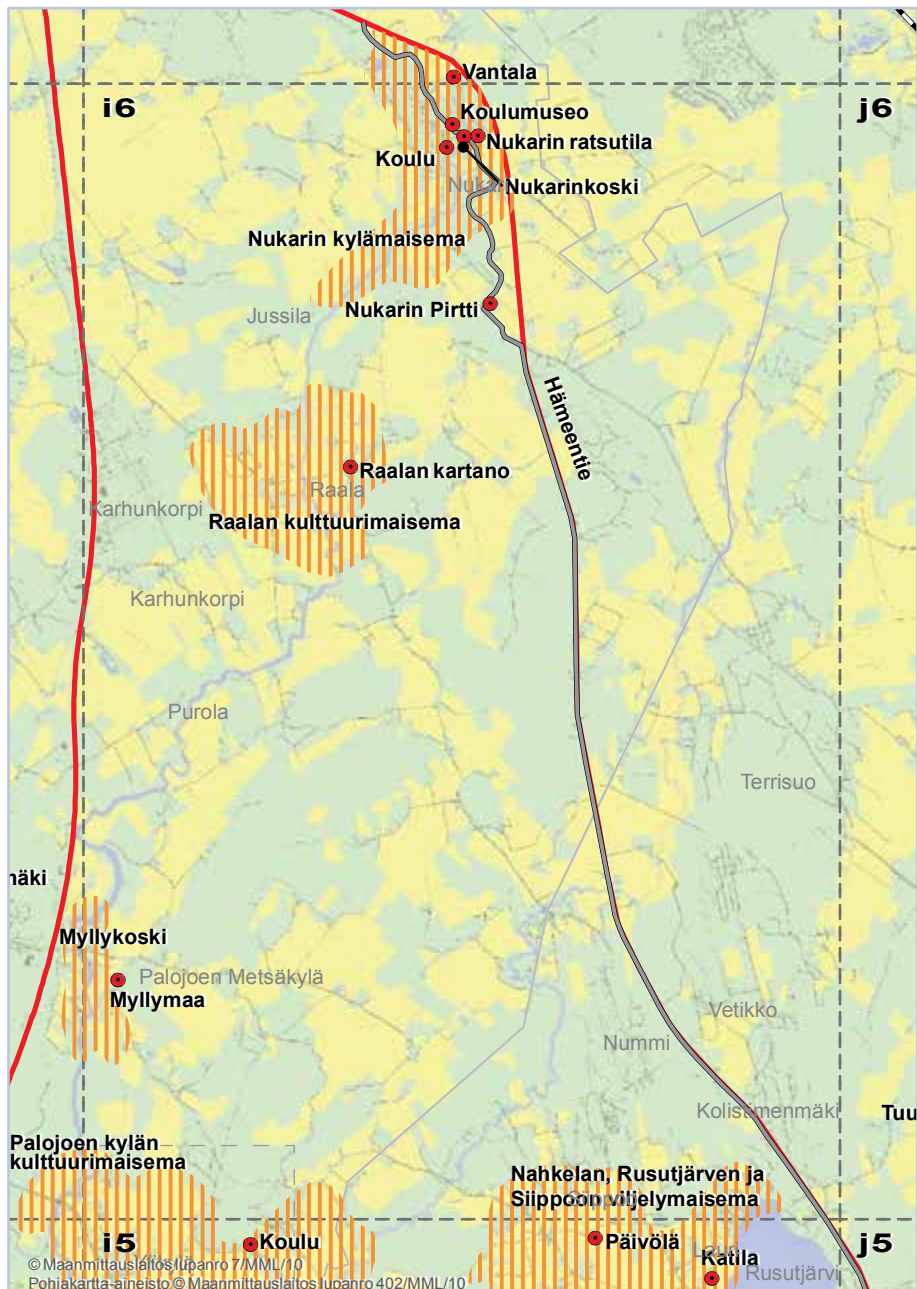 Vantala
i6
j6
Koulumuseo
Nukarin ratsutila
Koulu
Nukarinkoski
Nukarin kylämaisema
Nukarin Pirtti
Jussila
Hämeentie
Raalan kartano
Raala
Karhunkorpi
Raalan kulttuurimaisema
Karhunkorpi
Purola
Terrisuo
näki
Myllykoski
Palojoen Metsäkylä
Myllymaa
Vetikko
Nummi
Kolistimenmäki
Tuu
Palojoen kylän
kulttuurimaisema
Nahkelan, Rusutjärven ja
Siippoon viljelymaisema
i5
Koulu
Päivölä
j5
Katila
Rusutjärvi
© Maanmittauslaitos lupanro 7/MML/10
Pohjakartta-aineisto © Maanmittauslaitos lupanro 402/MML/10